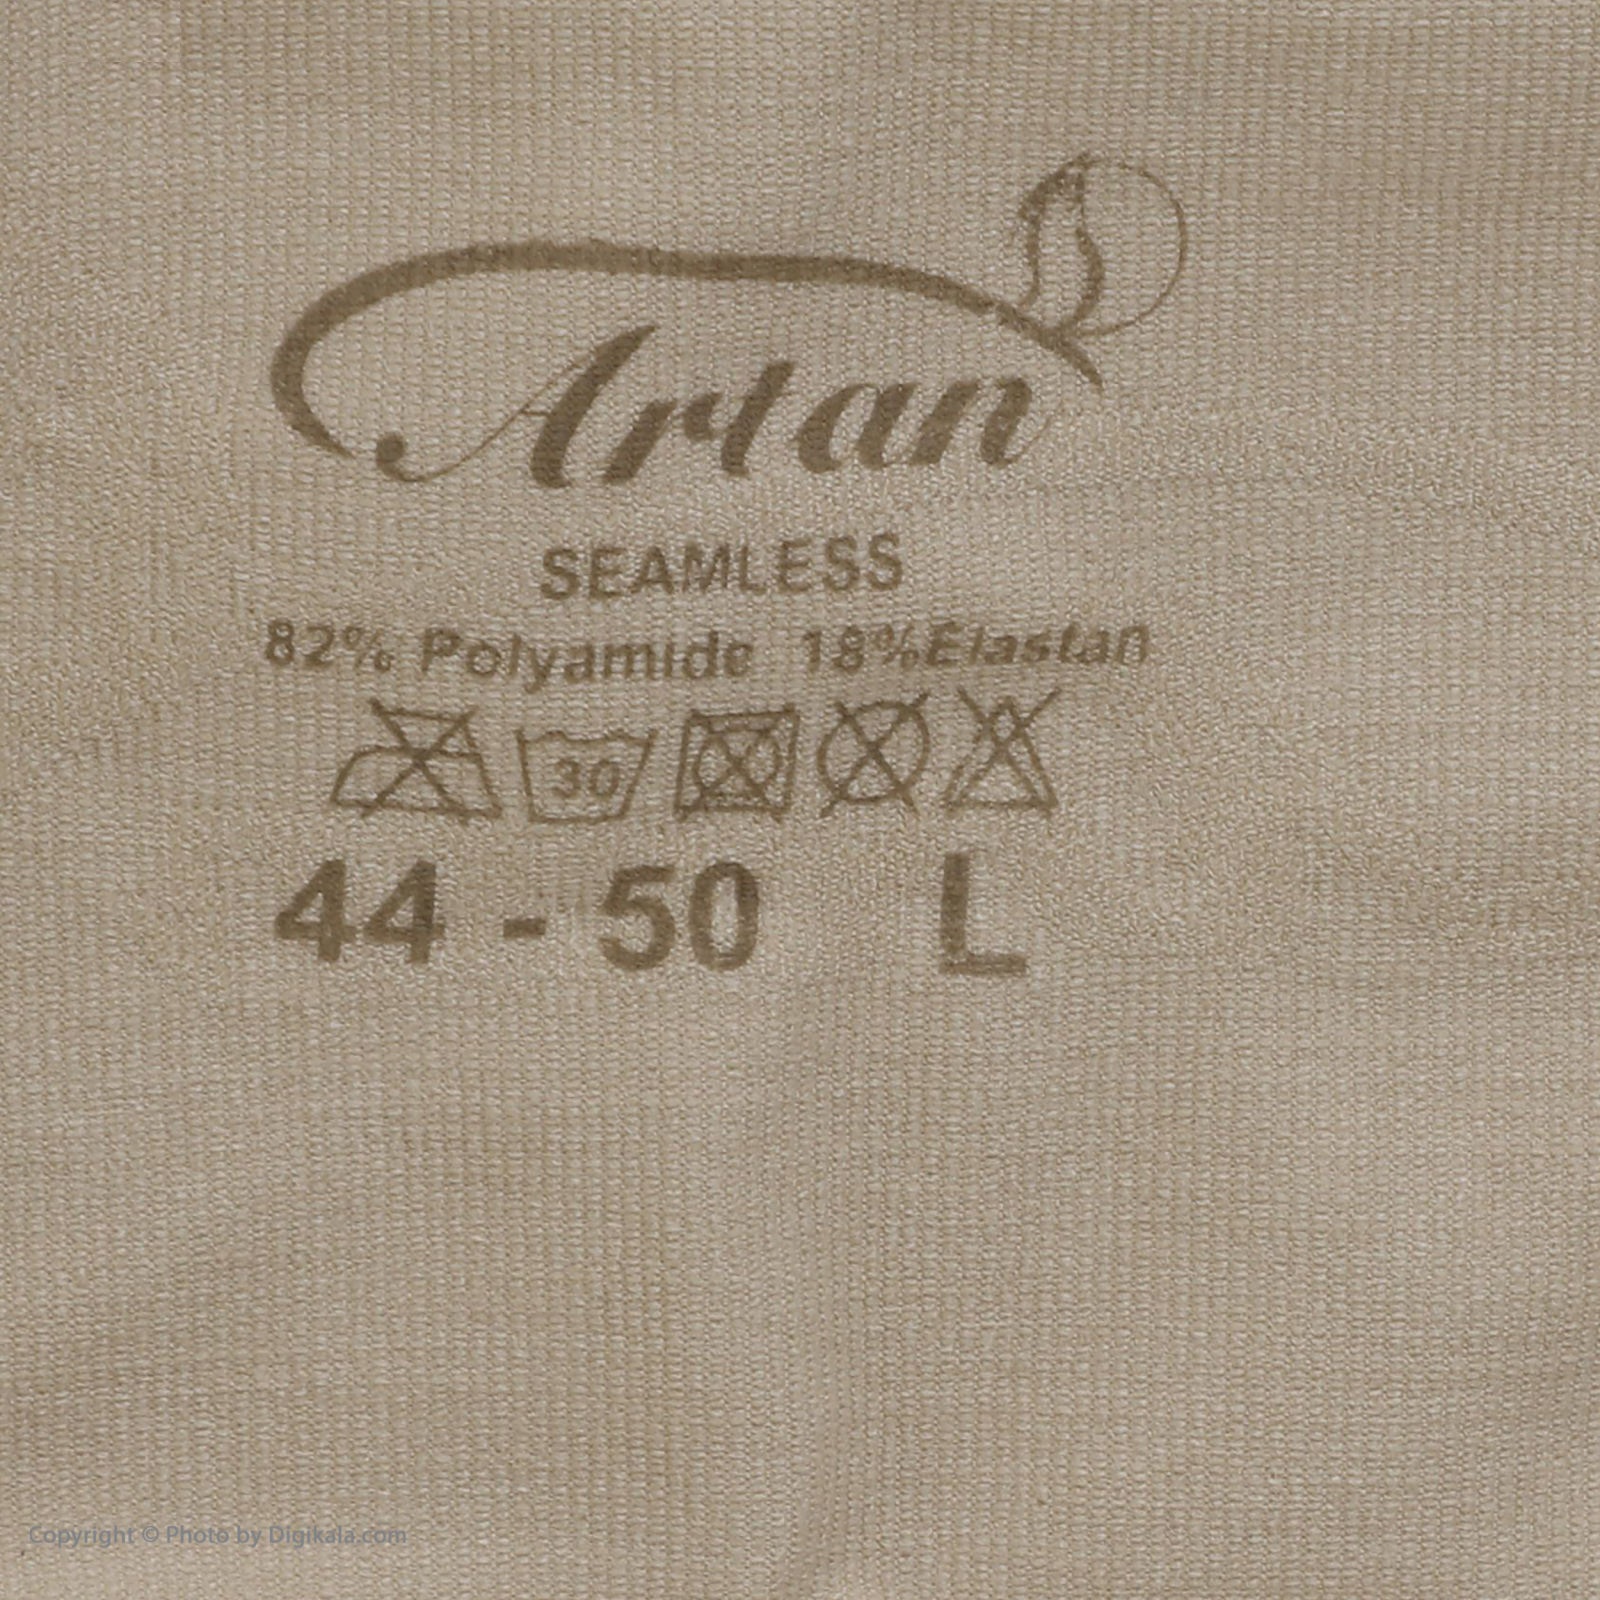 Artan
SEAMLESS
82% Polyamide 18%Elastan
30
44 - 50 L
Copyright © Photo by Digikala.com